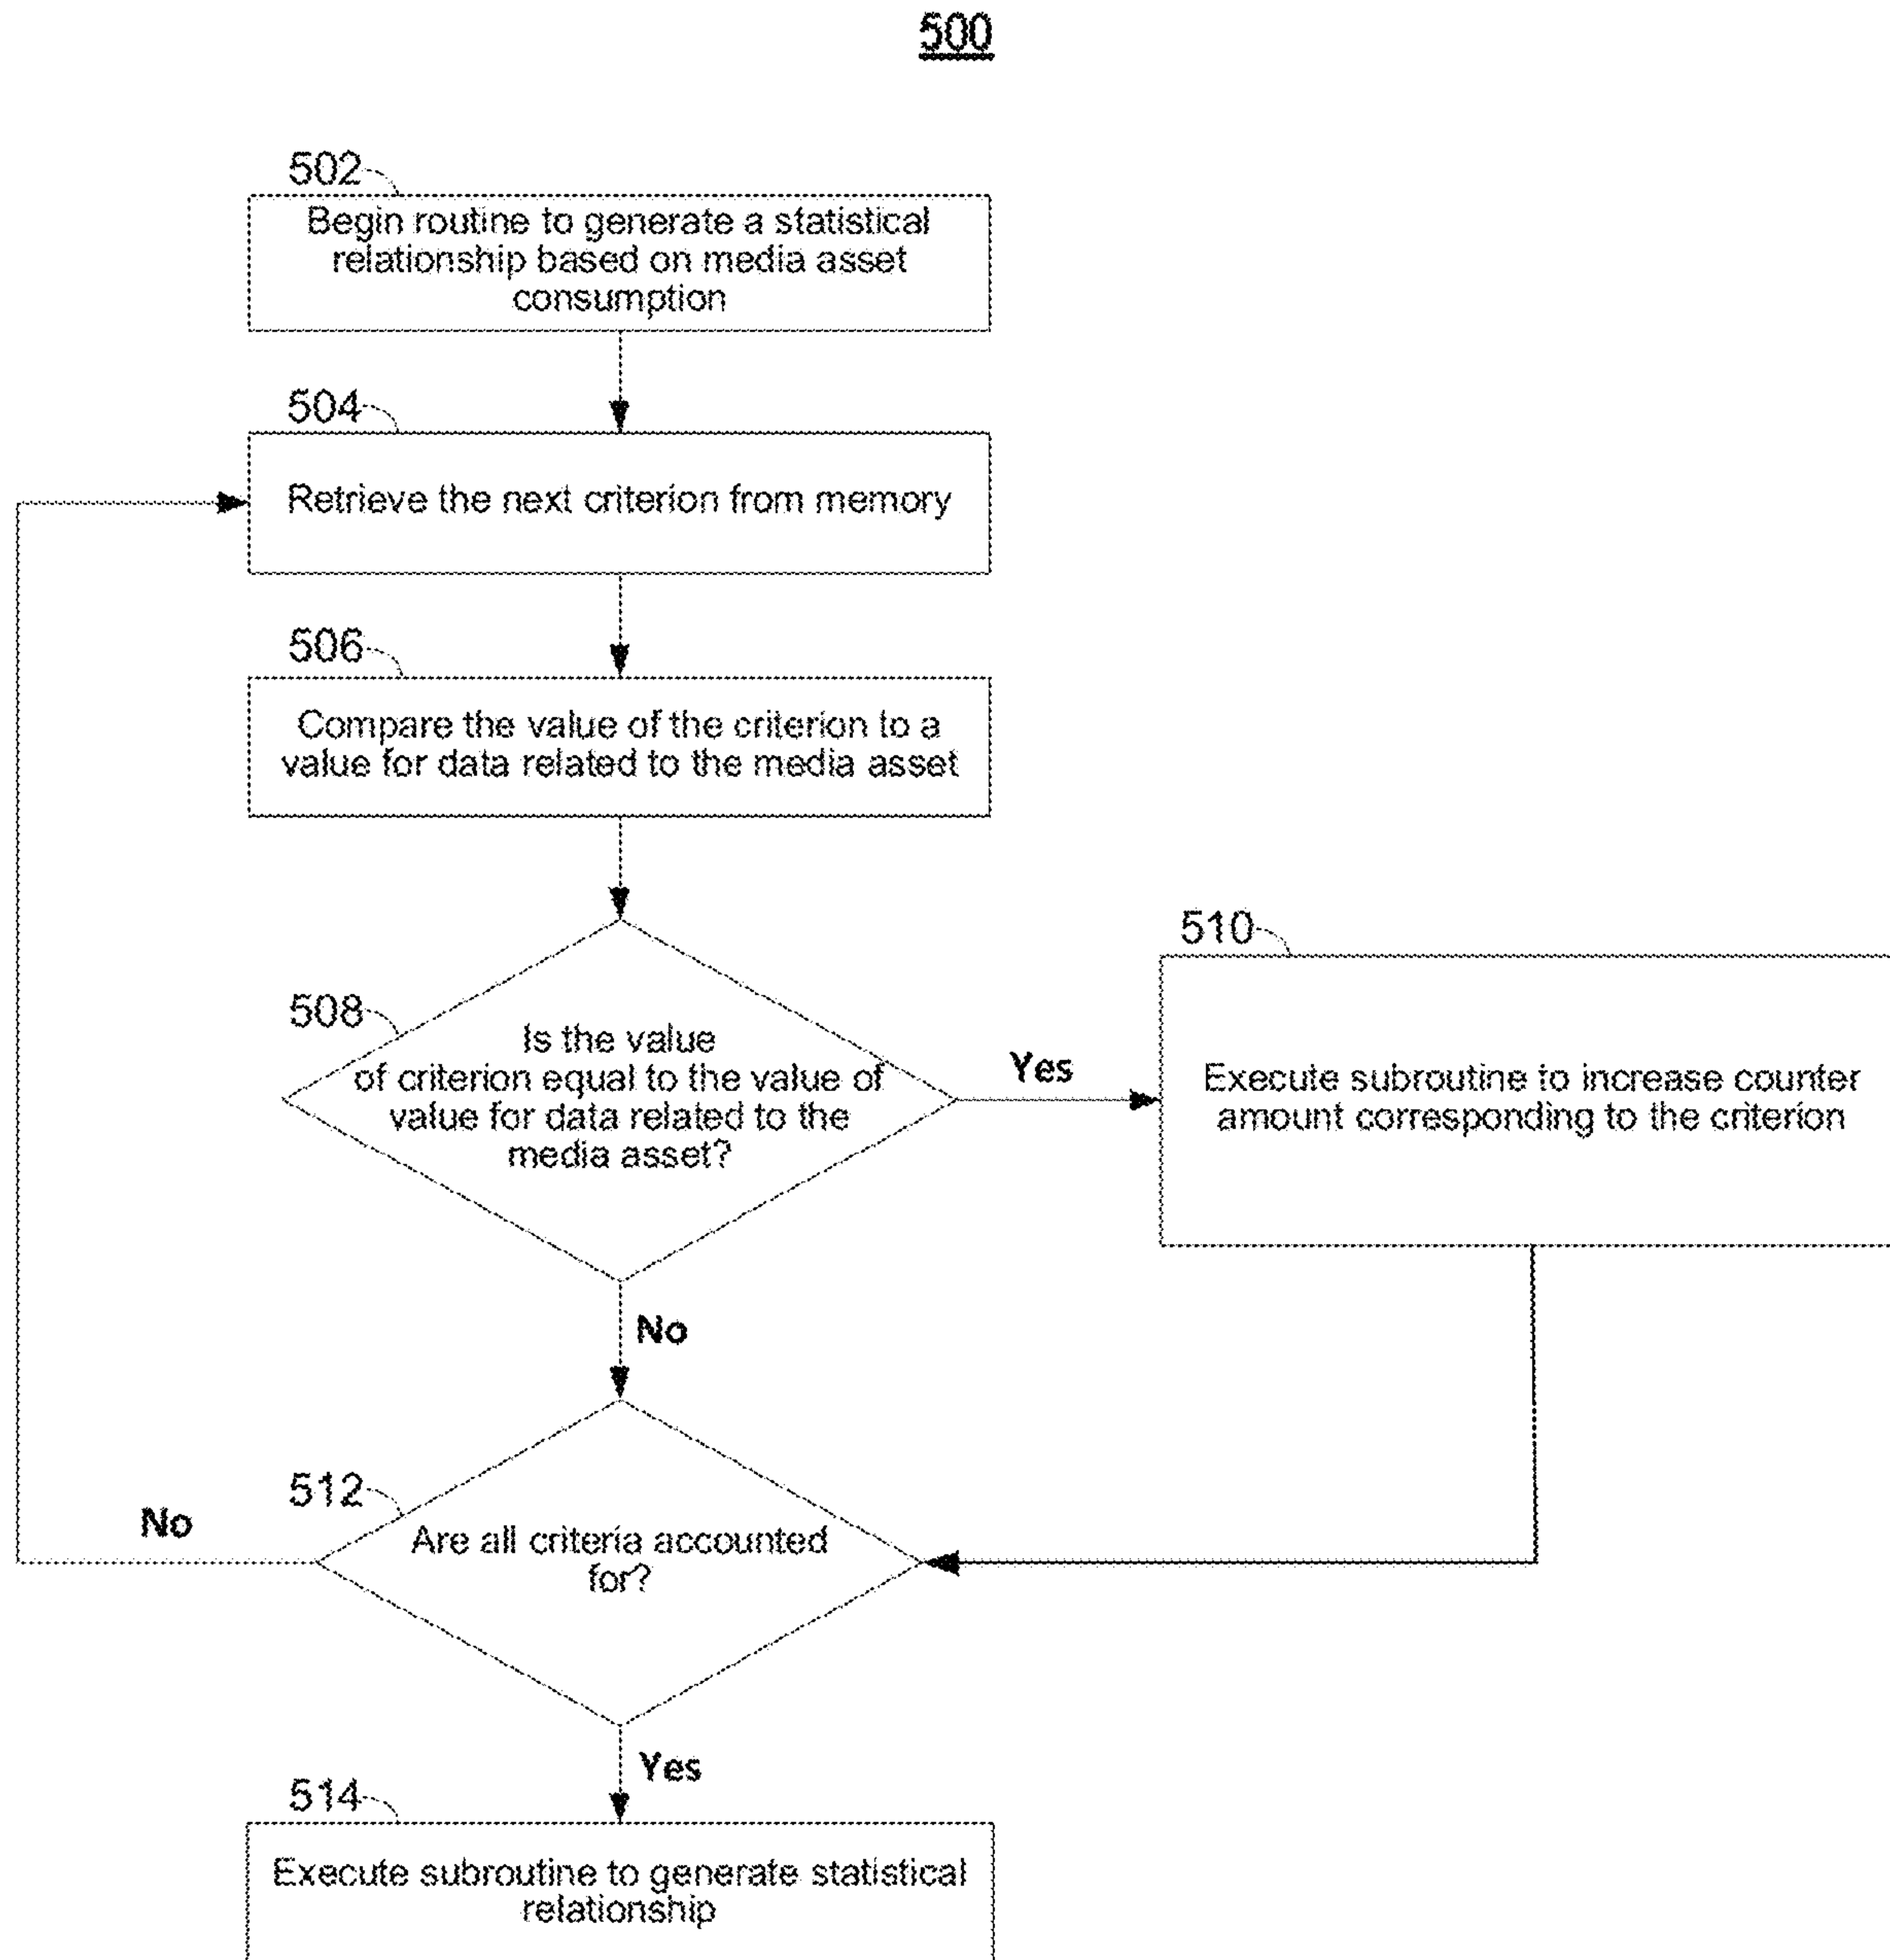 500
502
Begin routine to generate a statistical
relationship based on media asset
consumption
504
Retrieve the next criterion from memory
506
Compare the value of the criterion to a
value for data related to the media asset
508
Is the value
of criterion equal to the value of
value for data related to the
media asset?
Yes
510
Execute subroutine to increase counter
amount corresponding to the criterion
No
512
Are all criteria accounted
for?
No
Yes
514
Execute subroutine to generate statistical
relationship